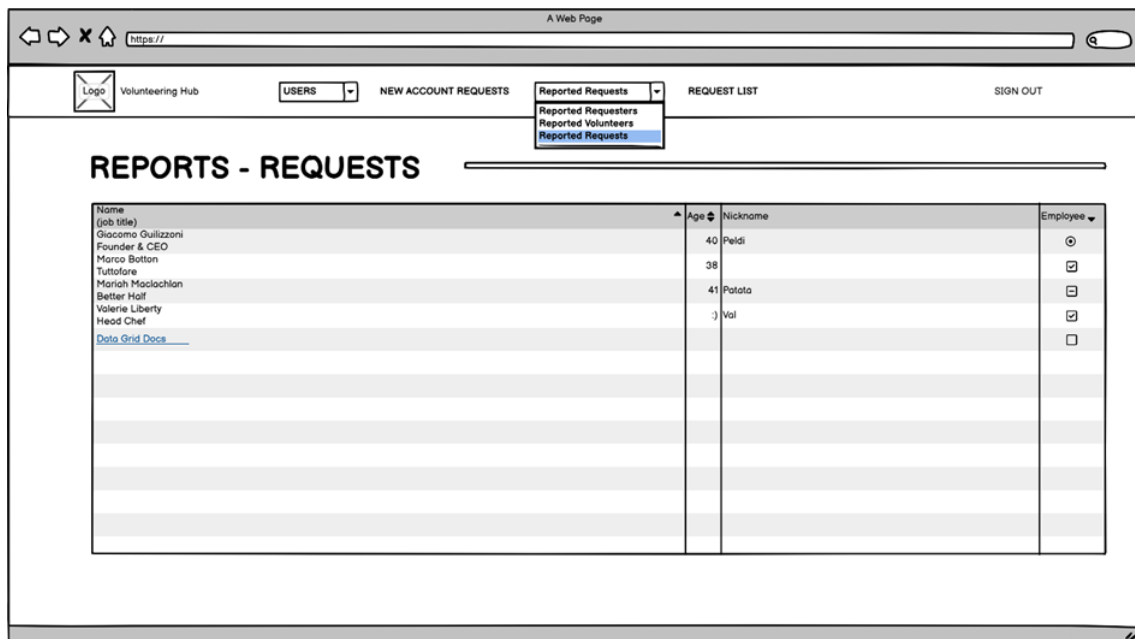 A Web Page
https://
Logo
Volunteering Hub
USERS
NEW ACCOUNT REQUESTS
Reported Requests
REQUEST LIST
SIGN OUT
Reported Requesters
Reported Volunteers
Reported Requests
REPORTS - REQUESTS
Name
(job title)
Age
Nickname
Employee
Giacomo Guilizzoni
Founder & CEO
40
Peldi
Marco Botton
Tuttofare
38
Mariah Maclachlan
Better Half
41
Patata
Valerie Liberty
Head Chef
:)
Val
Data Grid Docs